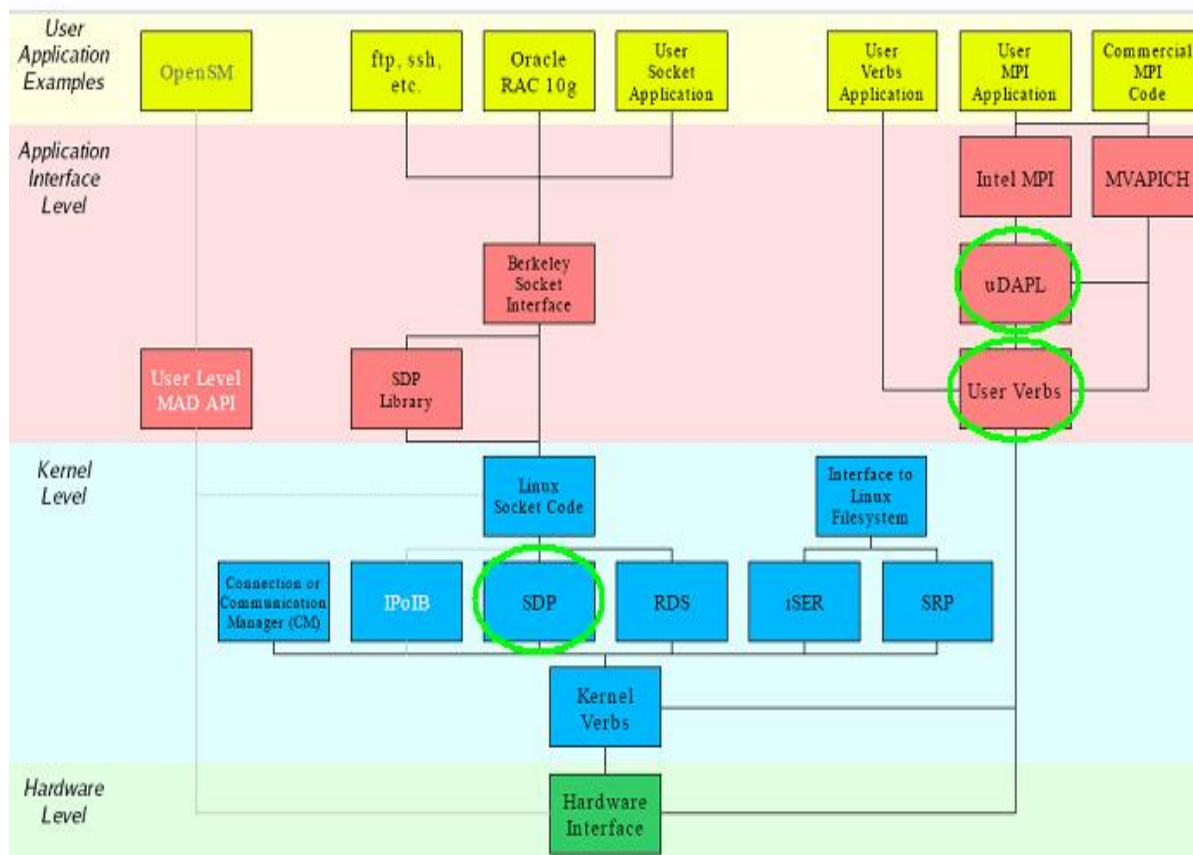 User
Application
Examples
OpenSM
ftp, ssh,
etc.
Oracle
RAC 10g
User
Socket
Application
User
Verbs
Application
User
MPI
Application
Commercial
MPI
Code
Application
Interface
Level
Intel MPI
MVAPICH
Berkeley
Socket
Interface
uDAPL
User Level
MAD API
SDP
Library
User Verbs
Kernel
Level
Linux
Socket Code
Interface to
Linux
Filesystem
Connection or
Communication
Manager (CM)
IPoIB
SDP
RDS
iSER
SRP
Kernel
Verbs
Hardware
Level
Hardware
Interface